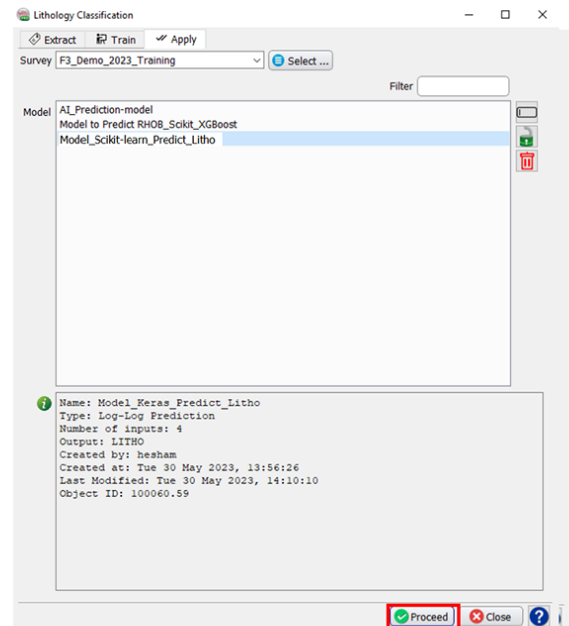 Lithology Classification
Extract Train Apply
Survey F3_Demo_2023_Training Select ...
Filter
Model AI_Prediction-model
Model to Predict RHOB_Scikit_XGBoost
Model_Scikit-learn_Predict_Litho
Name: Model_Keras_Predict_Litho
Type: Log-Log Prediction
Number of inputs: 4
Output: LITHO
Created by: hesham
Created at: Tue 30 May 2023, 13:56:26
Last Modified: Tue 30 May 2023, 14:10:10
Object ID: 100060.59
Proceed Close ?